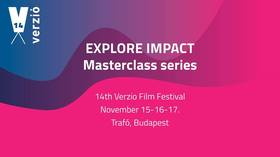 14
verzió
EXPLORE IMPACT
Masterclass series
14th Verzio Film Festival
November 15-16-17.
Trafó, Budapest